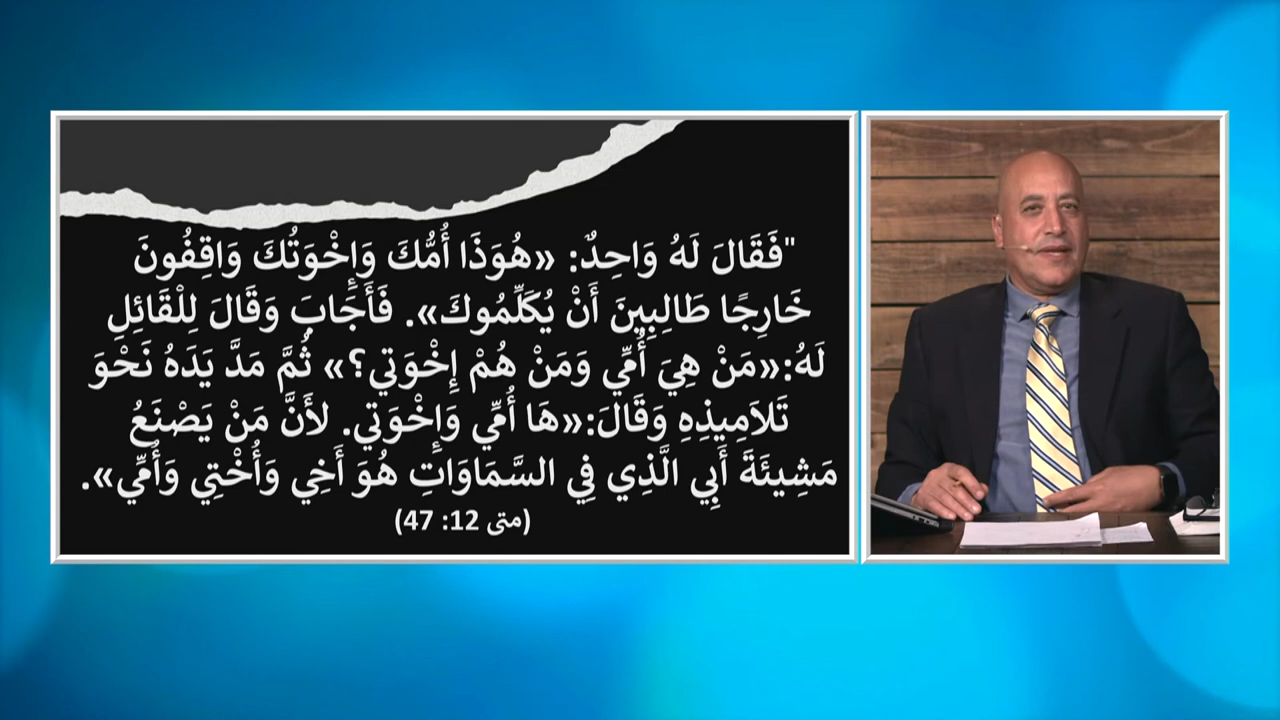 "فَقَالَ لَهُ وَاحِدٌ: «هُوَذَا أُمُّكَ وَإِخْوَتُكَ وَاقِفُونَ
خَارِجًا طَالِبِينَ أَنْ يُكَلِّمُوكَ». فَأَجَابَ وَقَالَ لِلْقَائِلِ
لَهُ:«مَنْ هِيَ أُمِّي وَمَنْ هُمْ إِخْوَتِي؟» ثُمَّ مَدَّ يَدَهُ نَحْوَ
تَلاَمِيذِهِ وَقَالَ:«هَا أُمِّي وَإِخْوَتِي. لأَنَّ مَنْ يَصْنَعُ
مَشِيئَةَ أَبِي الَّذِي فِي السَّمَاوَاتِ هُوَ أَخِي وَأُخْتِي وَأُمِّي».
(متى 12: 47)